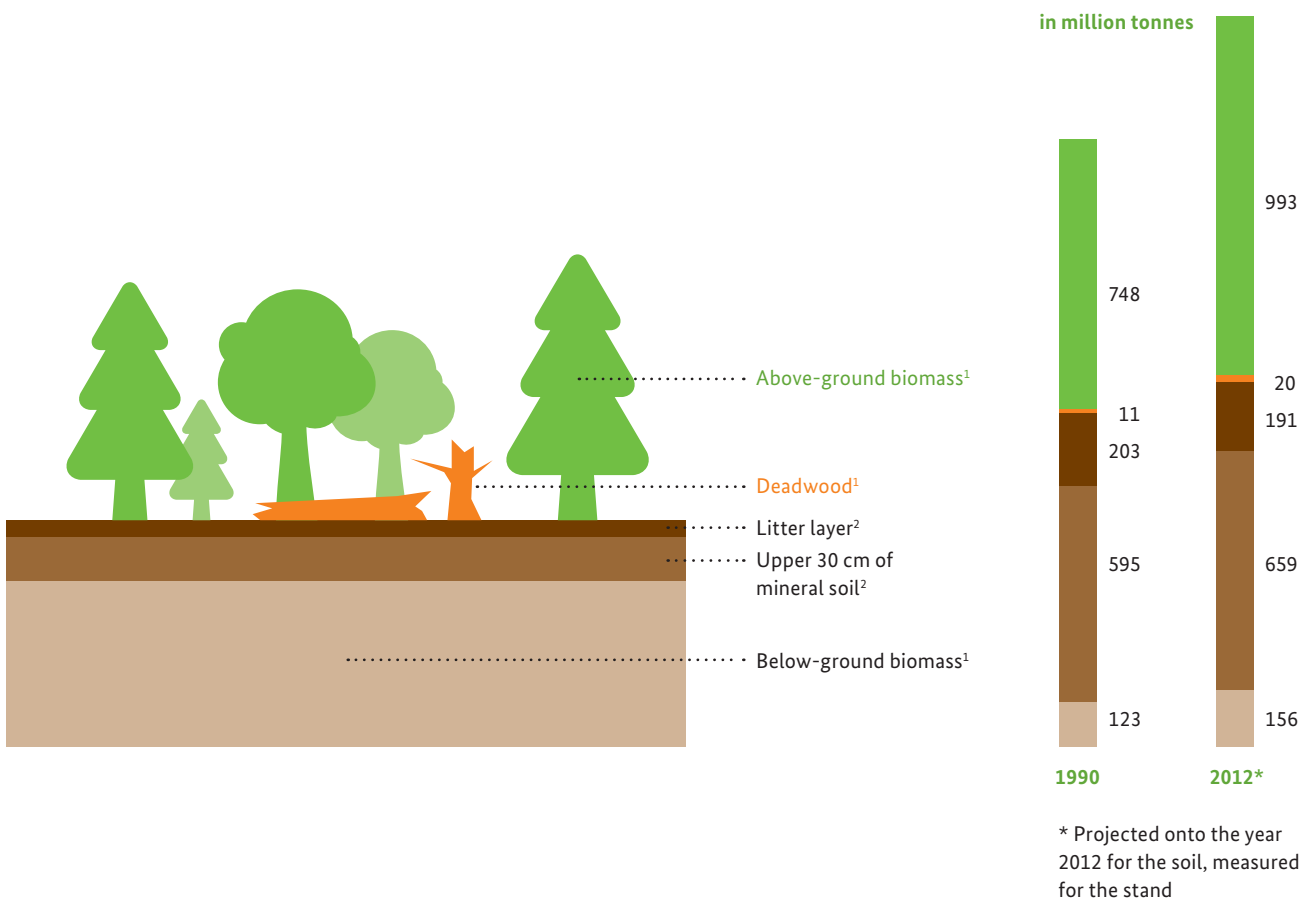 in million tonnes
Above-ground biomass¹
Deadwood¹
Litter layer²
Upper 30 cm of
mineral soil²
Below-ground biomass¹
748
11
203
595
123
1990
993
20
191
659
156
2012*
* Projected onto the year
2012 for the soil, measured
for the stand